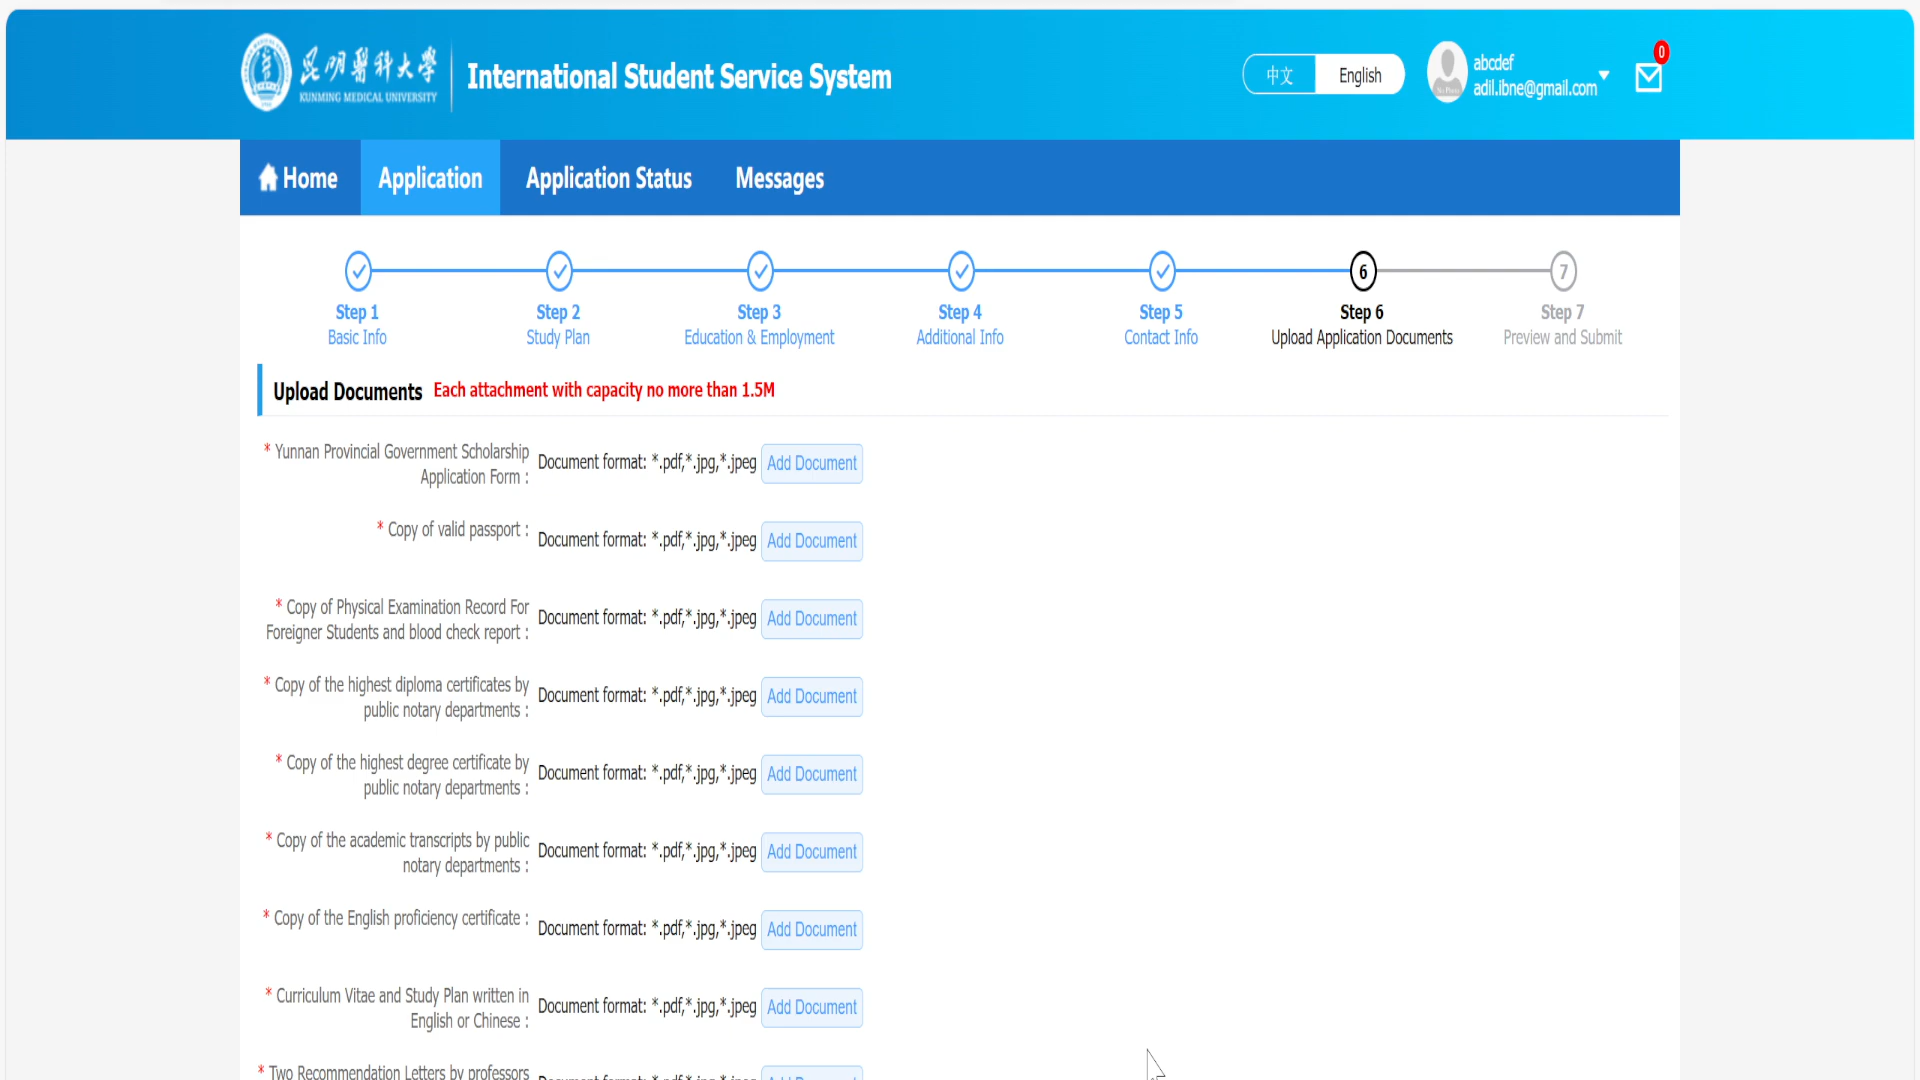 昆明醫科大學
KUNMING MEDICAL UNIVERSITY
International Student Service System
中文 English
abcdef
adil.ibne@gmail.com
0
Home Application Application Status Messages
6 7
Step 1 Step 2 Step 3 Step 4 Step 5 Step 6 Step 7
Basic Info Study Plan Education & Employment Additional Info Contact Info Upload Application Documents Preview and Submit
Upload Documents Each attachment with capacity no more than 1.5M
* Yunnan Provincial Government Scholarship
Application Form : Document format: *.pdf,*.jpg,*.jpeg Add Document
* Copy of valid passport : Document format: *.pdf,*.jpg,*.jpeg Add Document
* Copy of Physical Examination Record For
Foreigner Students and blood check report : Document format: *.pdf,*.jpg,*.jpeg Add Document
* Copy of the highest diploma certificates by
public notary departments : Document format: *.pdf,*.jpg,*.jpeg Add Document
* Copy of the highest degree certificate by
public notary departments : Document format: *.pdf,*.jpg,*.jpeg Add Document
* Copy of the academic transcripts by public
notary departments : Document format: *.pdf,*.jpg,*.jpeg Add Document
* Copy of the English proficiency certificate : Document format: *.pdf,*.jpg,*.jpeg Add Document
* Curriculum Vitae and Study Plan written in
English or Chinese : Document format: *.pdf,*.jpg,*.jpeg Add Document
* Two Recommendation Letters by professors